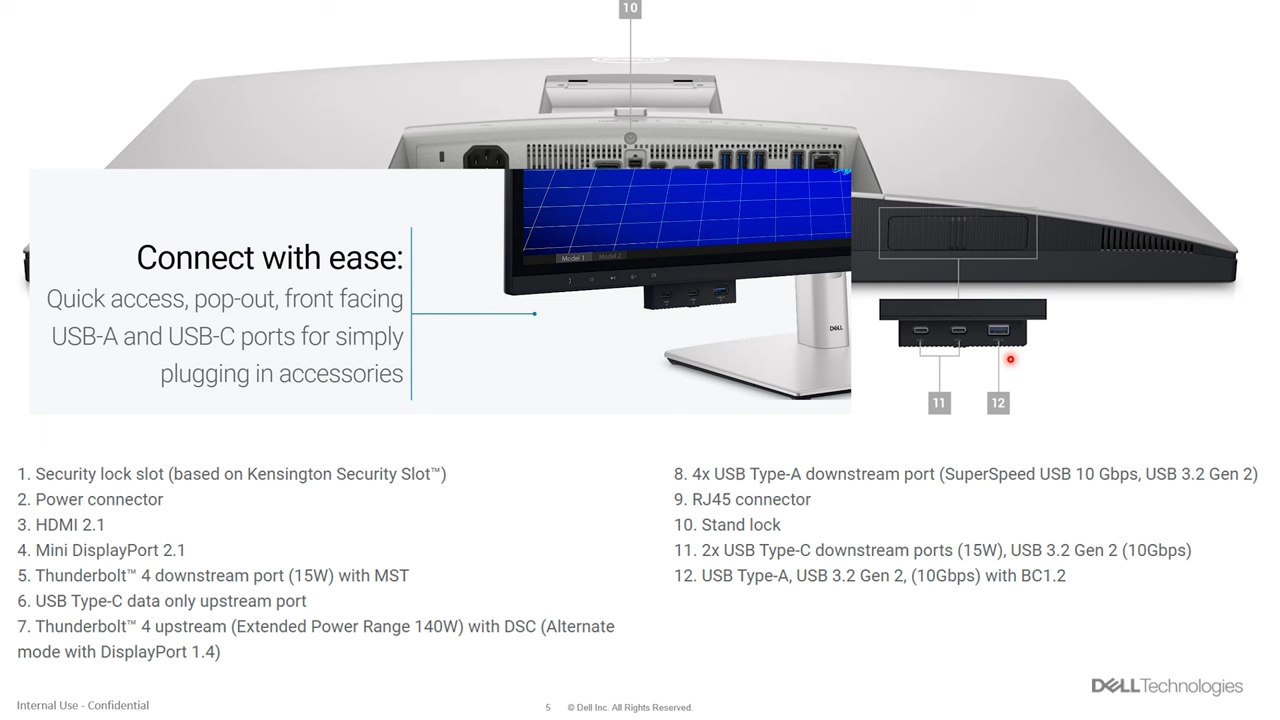 10
Connect with ease:
Quick access, pop-out, front facing
USB-A and USB-C ports for simply
plugging in accessories
Model 1 Model 2
DELL
11 12
1. Security lock slot (based on Kensington Security Slot™)
2. Power connector
3. HDMI 2.1
4. Mini DisplayPort 2.1
5. Thunderbolt™ 4 downstream port (15W) with MST
6. USB Type-C data only upstream port
7. Thunderbolt™ 4 upstream (Extended Power Range 140W) with DSC (Alternate
mode with DisplayPort 1.4)
8. 4x USB Type-A downstream port (SuperSpeed USB 10 Gbps, USB 3.2 Gen 2)
9. RJ45 connector
10. Stand lock
11. 2x USB Type-C downstream ports (15W), USB 3.2 Gen 2 (10Gbps)
12. USB Type-A, USB 3.2 Gen 2, (10Gbps) with BC1.2
DELLTechnologies
Internal Use - Confidential
5 © Dell Inc. All Rights Reserved.